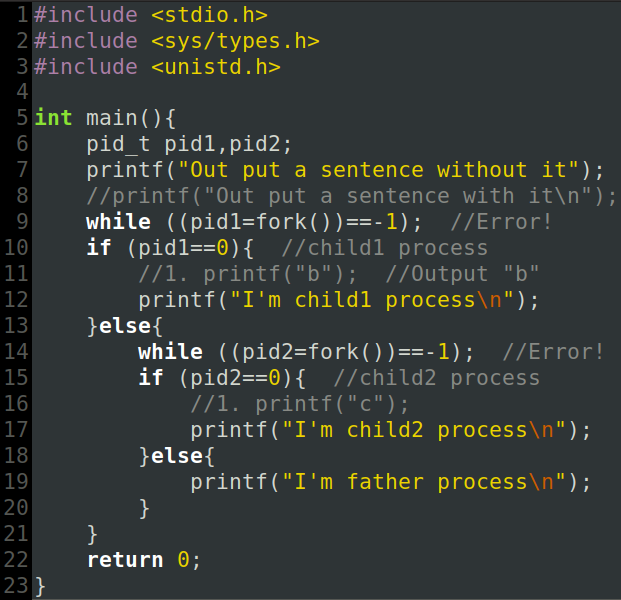 1 #include <stdio.h>
2 #include <sys/types.h>
3 #include <unistd.h>
4
5 int main(){
6     pid_t pid1,pid2;
7     printf("Out put a sentence without it");
8     //printf("Out put a sentence with it\n");
9     while ((pid1=fork())==-1);  //Error!
10     if (pid1==0){  //child1 process
11         //1. printf("b");  //Output "b"
12         printf("I'm child1 process\n");
13     }else{
14         while ((pid2=fork())==-1);  //Error!
15         if (pid2==0){  //child2 process
16             //1. printf("c");
17             printf("I'm child2 process\n");
18         }else{
19             printf("I'm father process\n");
20         }
21     }
22     return 0;
23 }